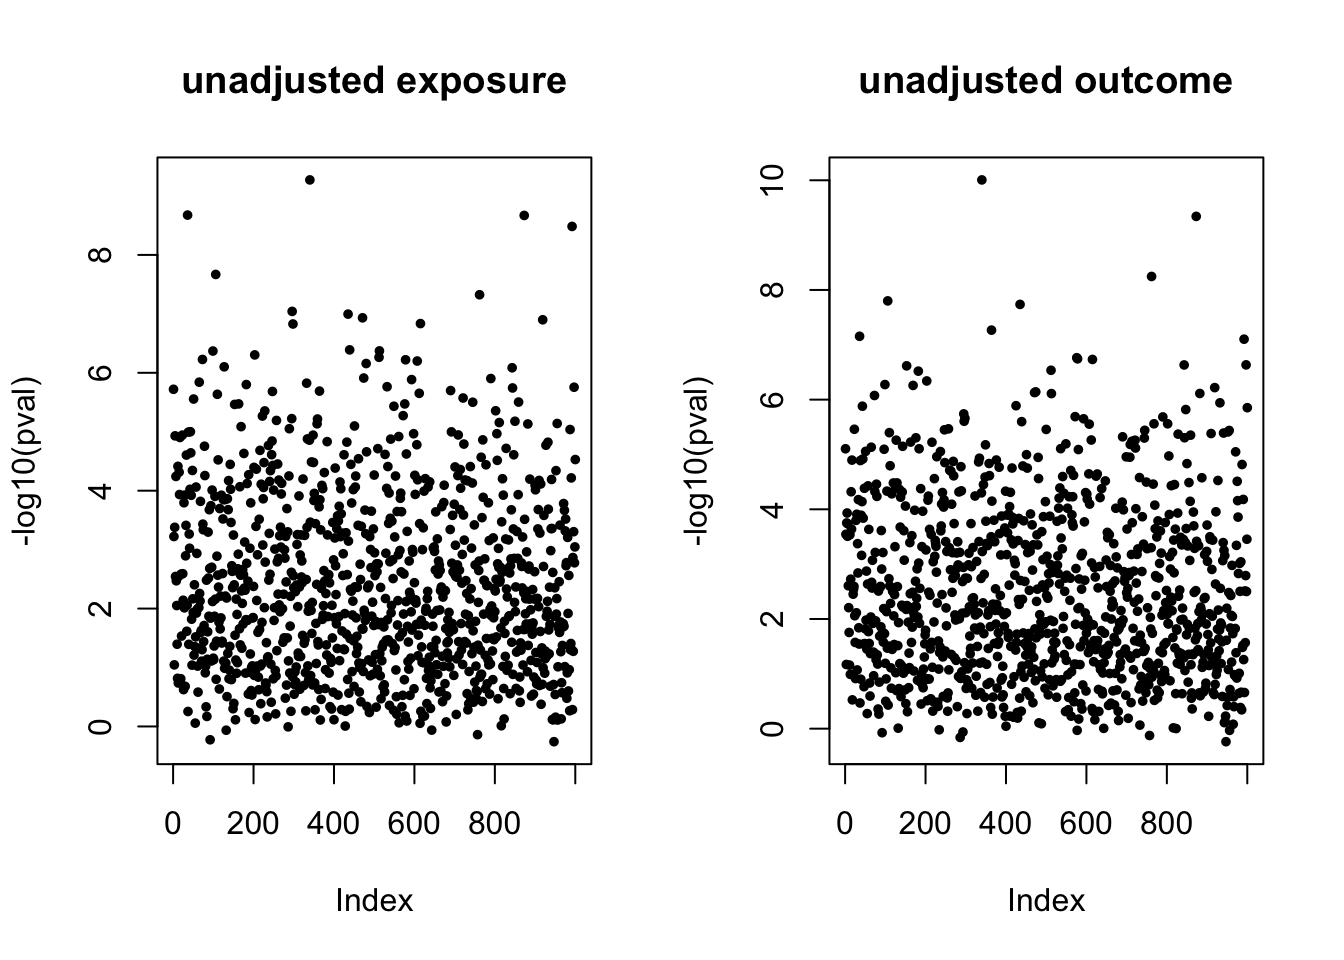 unadjusted exposure
-log10(pval)
0 2 4 6 8
0 200 400 600 800
Index
unadjusted outcome
-log10(pval)
0 2 4 6 8 10
0 200 400 600 800
Index